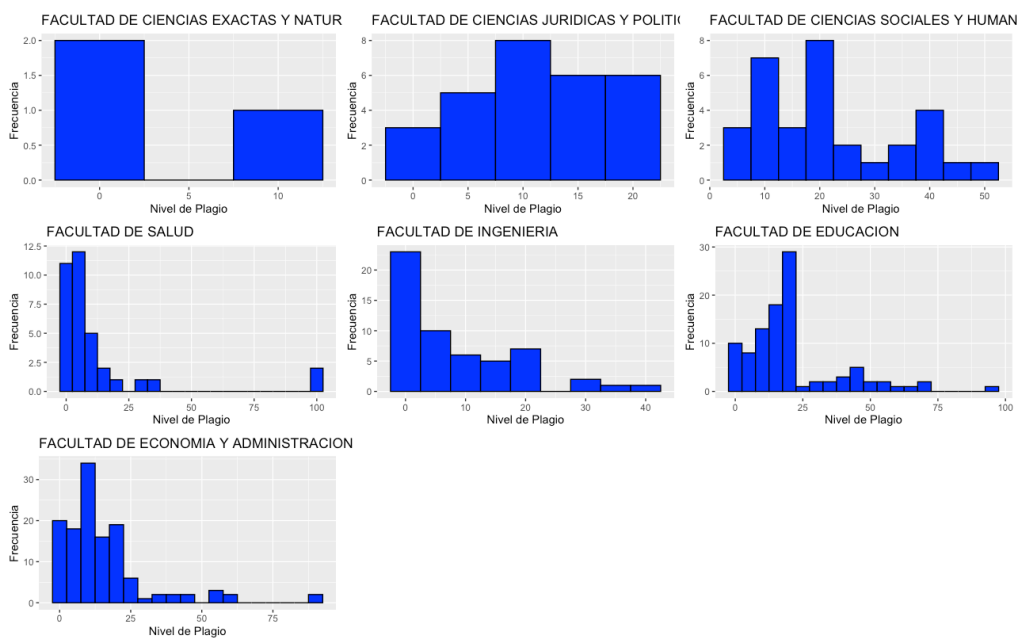 FACULTAD DE CIENCIAS EXACTAS Y NATUR
2.0
1.5
1.0
0.5
0.0
Frecuencia
0 5 10
Nivel de Plagio
FACULTAD DE CIENCIAS JURIDICAS Y POLITI
8
6
4
2
0
Frecuencia
0 5 10 15 20
Nivel de Plagio
FACULTAD DE CIENCIAS SOCIALES Y HUMAN
8
6
4
2
0
Frecuencia
0 10 20 30 40 50
Nivel de Plagio
FACULTAD DE SALUD
12.5
10.0
7.5
5.0
2.5
0.0
Frecuencia
0 25 50 75 100
Nivel de Plagio
FACULTAD DE INGENIERIA
20
15
10
5
0
Frecuencia
0 10 20 30 40
Nivel de Plagio
FACULTAD DE EDUCACION
30
20
10
0
Frecuencia
0 25 50 75 100
Nivel de Plagio
FACULTAD DE ECONOMIA Y ADMINISTRACION
30
20
10
0
Frecuencia
0 25 50 75
Nivel de Plagio